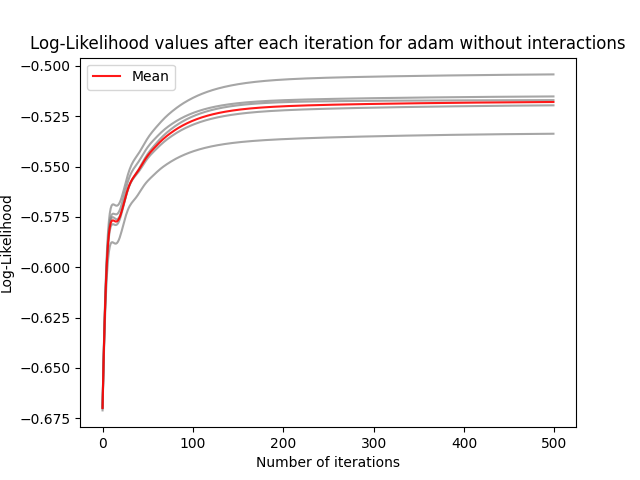 Log-Likelihood values after each iteration for adam without interactions
Mean
−0.500
−0.525
−0.550
−0.575
−0.600
−0.625
−0.650
−0.675
Log-Likelihood
0 100 200 300 400 500
Number of iterations